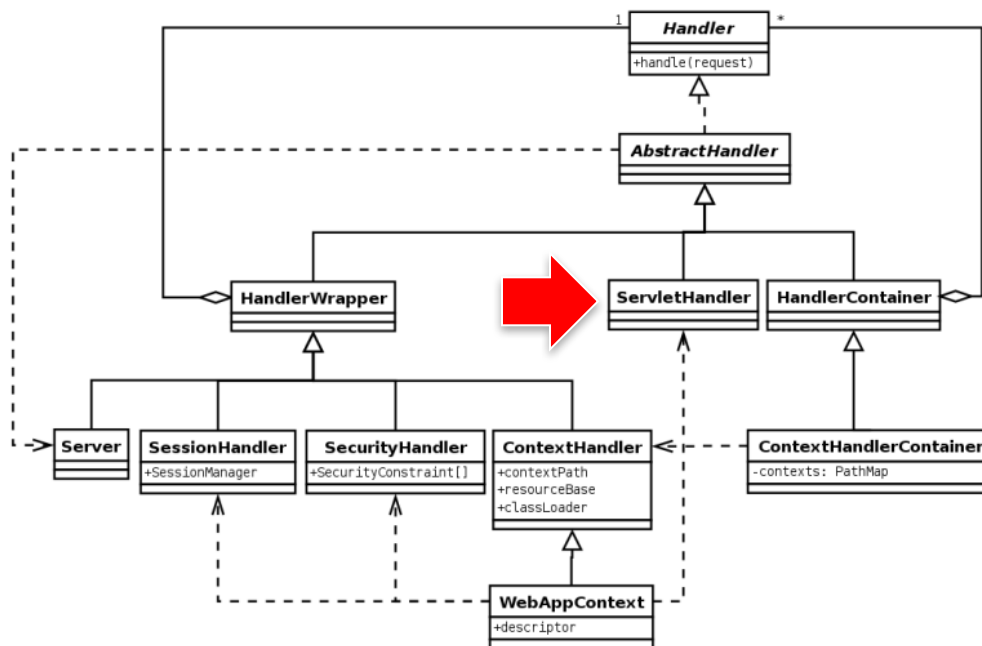 1
Handler
*
+handle(request)
AbstractHandler
HandlerWrapper
ServletHandler
HandlerContainer
Server
SessionHandler
+SessionManager
SecurityHandler
+SecurityConstraint[]
ContextHandler
+contextPath
+resourceBase
+classLoader
ContextHandlerContainer
-contexts: PathMap
WebAppContext
+descriptor